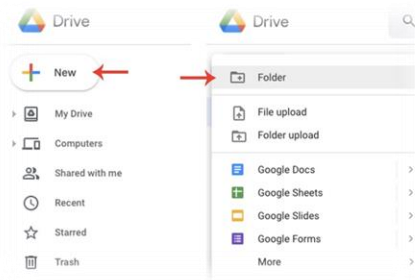 Drive
New
My Drive
Computers
Shared with me
Recent
Starred
Trash
Drive
Folder
File upload
Folder upload
Google Docs
Google Sheets
Google Slides
Google Forms
More